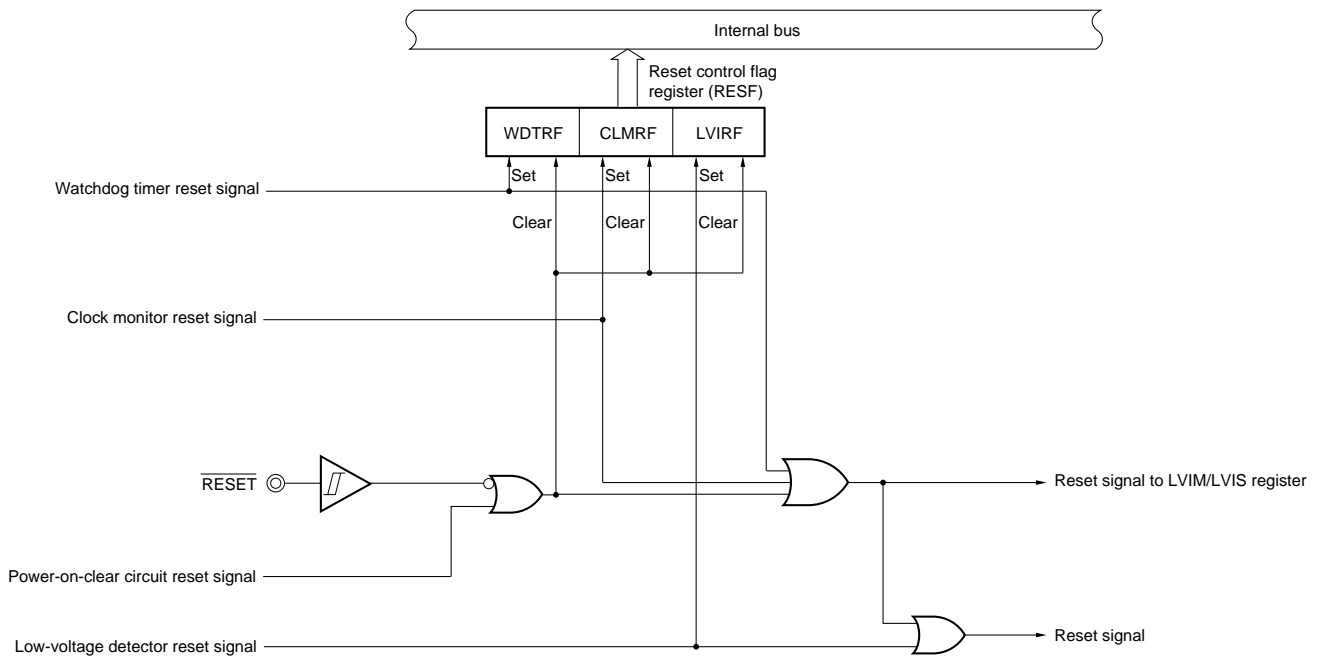 Internal bus
Reset control flag
register (RESF)
WDTRF
CLMRF
LVIRF
Set
Set
Set
Watchdog timer reset signal
Clear
Clear
Clear
Clock monitor reset signal
RESET
Reset signal to LVIM/LVIS register
Power-on-clear circuit reset signal
Reset signal
Low-voltage detector reset signal